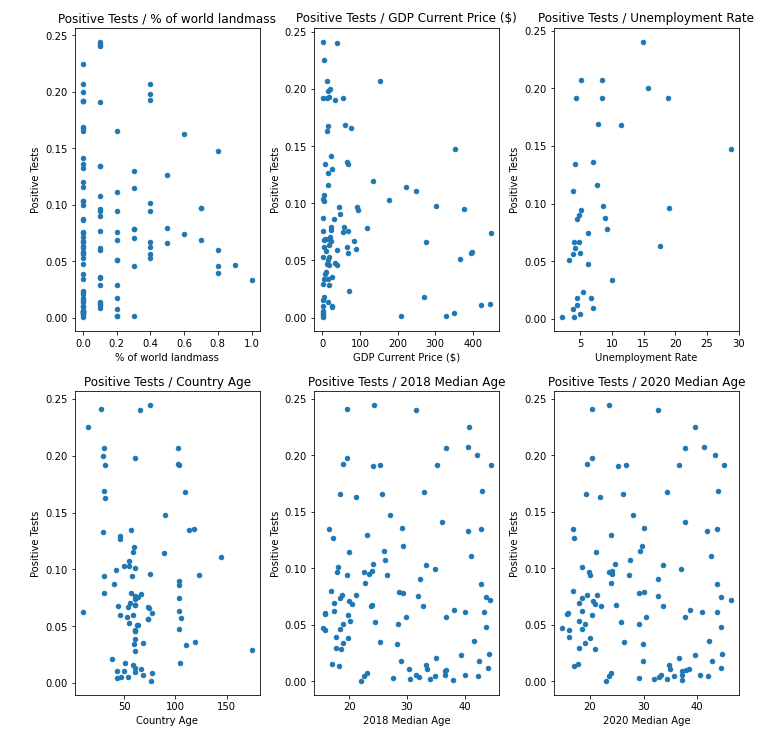 Positive Tests / % of world landmass
Positive Tests / GDP Current Price ($)
Positive Tests / Unemployment Rate
0.25
0.20
0.15
0.10
0.05
0.00
Positive Tests
0.0 0.2 0.4 0.6 0.8 1.0
% of world landmass
0.25
0.20
0.15
0.10
0.05
0.00
Positive Tests
0 100 200 300 400
GDP Current Price ($)
0.25
0.20
0.15
0.10
0.05
0.00
Positive Tests
5 10 15 20 25 30
Unemployment Rate
Positive Tests / Country Age
Positive Tests / 2018 Median Age
Positive Tests / 2020 Median Age
0.25
0.20
0.15
0.10
0.05
0.00
Positive Tests
50 100 150
Country Age
0.25
0.20
0.15
0.10
0.05
0.00
Positive Tests
20 30 40
2018 Median Age
0.25
0.20
0.15
0.10
0.05
0.00
Positive Tests
20 30 40
2020 Median Age